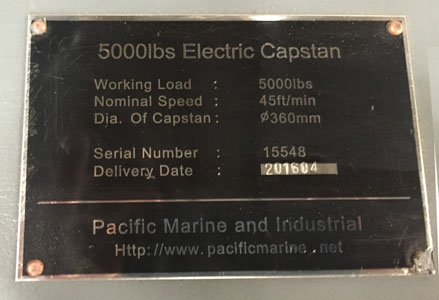 5000lbs Electric Capstan
Working Load : 5000lbs
Nominal Speed : 45ft/min
Dia. Of Capstan : Ø360mm
Serial Number : 15548
Delivery Date : 201604
Pacific Marine and Industrial
Http://www.pacificmarine.net